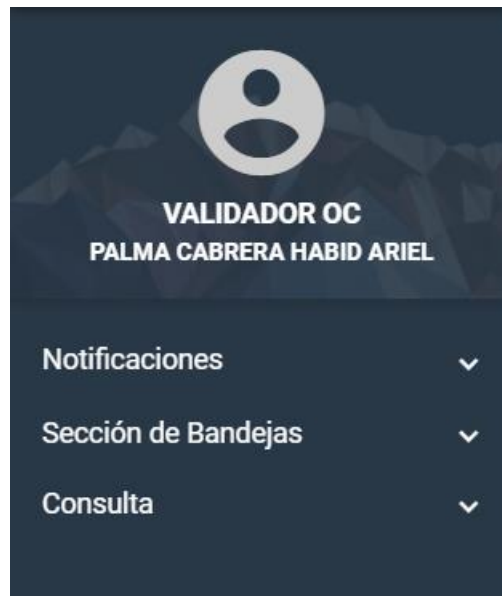 VALIDADOR OC
PALMA CABRERA HABID ARIEL
Notificaciones
Sección de Bandejas
Consulta